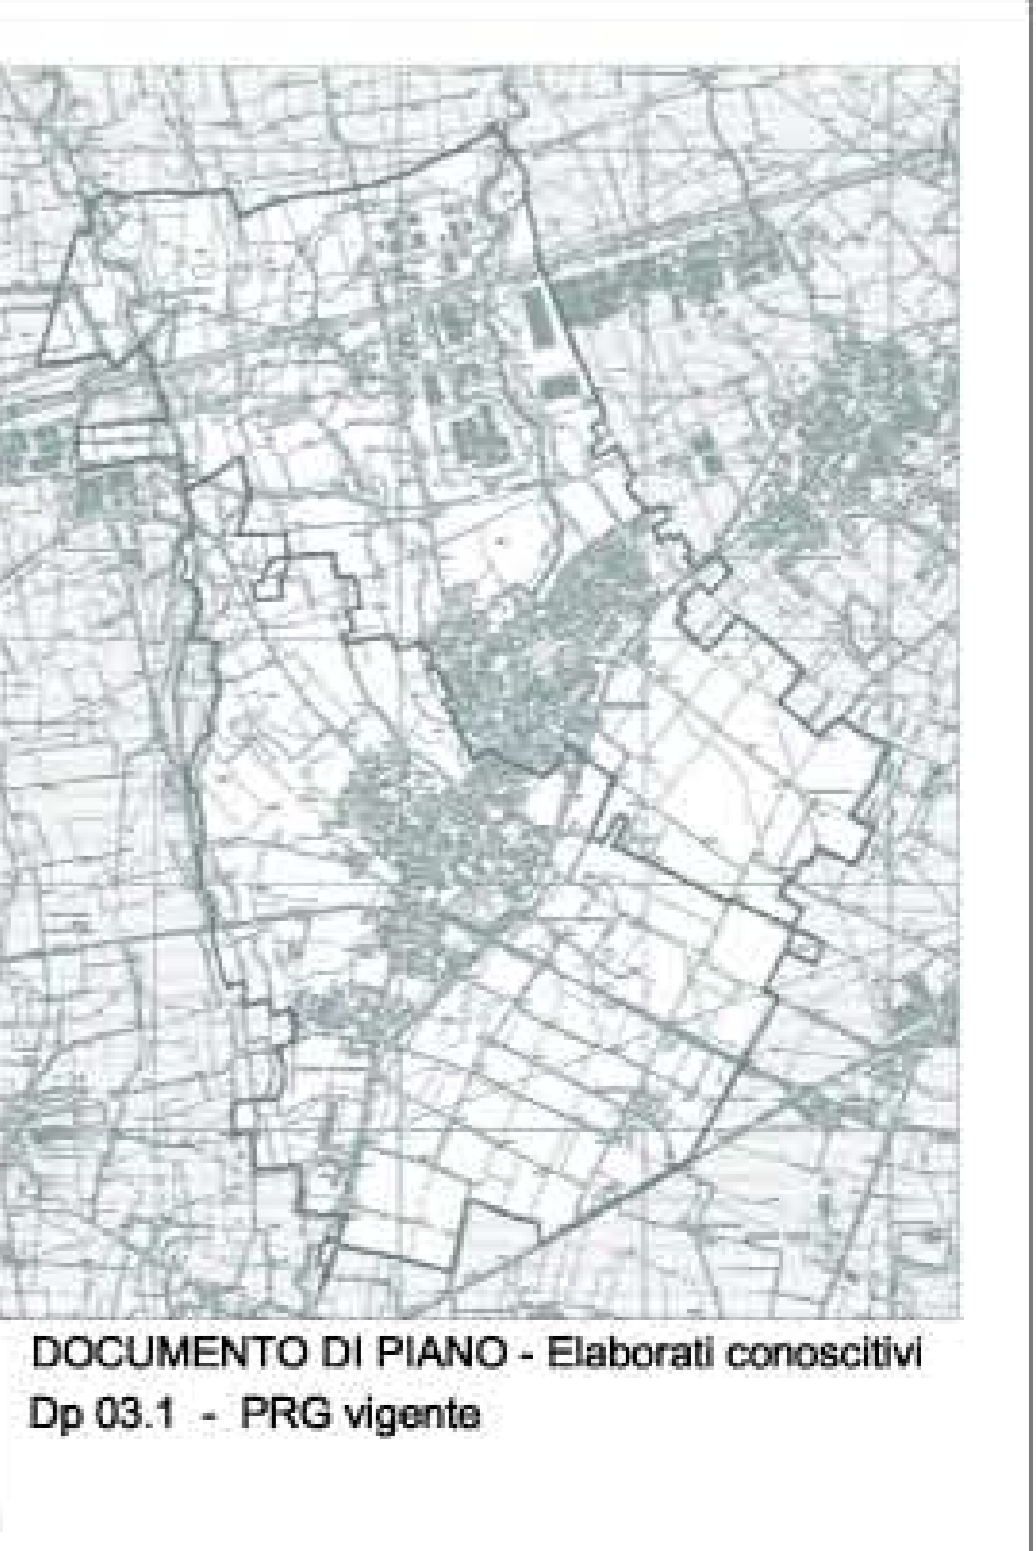 DOCUMENTO DI PIANO - Elaborati conoscitivi
Dp 03.1 - PRG vigente